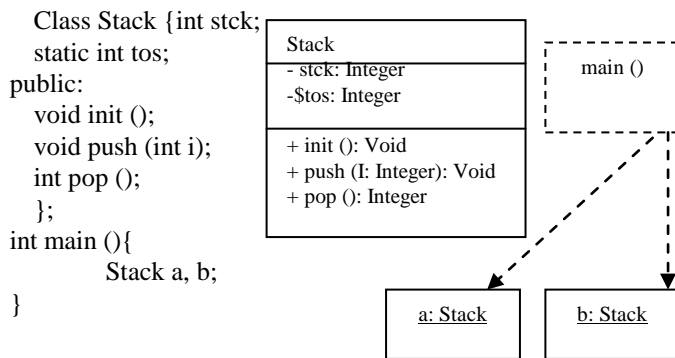 Class Stack {int stck;
static int tos;
public:
void init ();
void push (int i);
int pop ();
};
int main (){
Stack a, b;
}
Stack
- stck: Integer
-$tos: Integer
+ init (): Void
+ push (I: Integer): Void
+ pop (): Integer
main ()
a: Stack
b: Stack